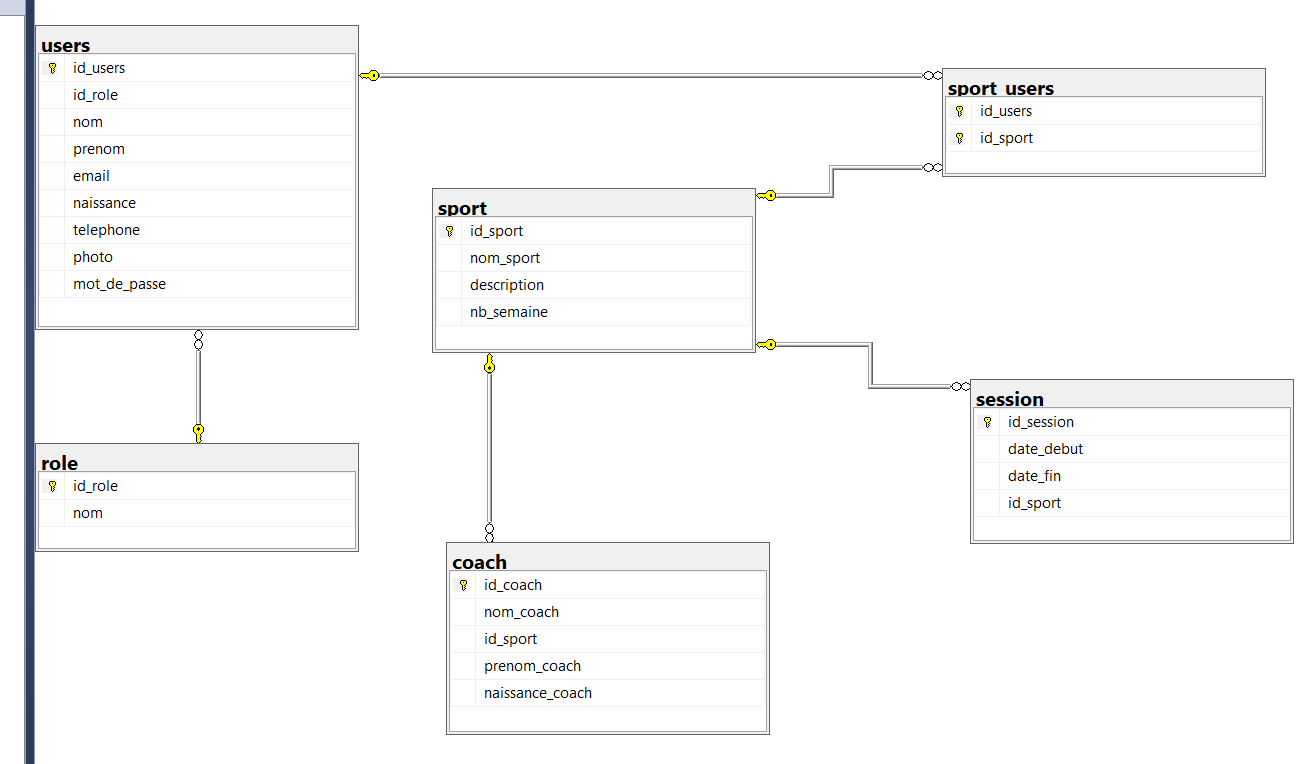 users
id_users
id_role
nom
prenom
email
naissance
telephone
photo
mot_de_passe
sport_users
id_users
id_sport
sport
id_sport
nom_sport
description
nb_semaine
role
id_role
nom
session
id_session
date_debut
date_fin
id_sport
coach
id_coach
nom_coach
id_sport
prenom_coach
naissance_coach